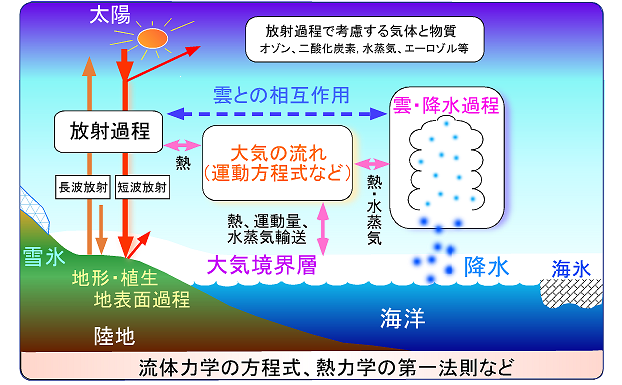 太陽
放射過程で考慮する気体と物質
オゾン、二酸化炭素, 水蒸気、エーロゾル等
雲との相互作用
雲・降水過程
放射過程
熱
大気の流れ
(運動方程式など)
熱・水蒸気
長波放射
短波放射
熱、運動量、
水蒸気輸送
雪氷
大気境界層
降水
海氷
地形・植生
地表面過程
陸地
海洋
流体力学の方程式、熱力学の第一法則など